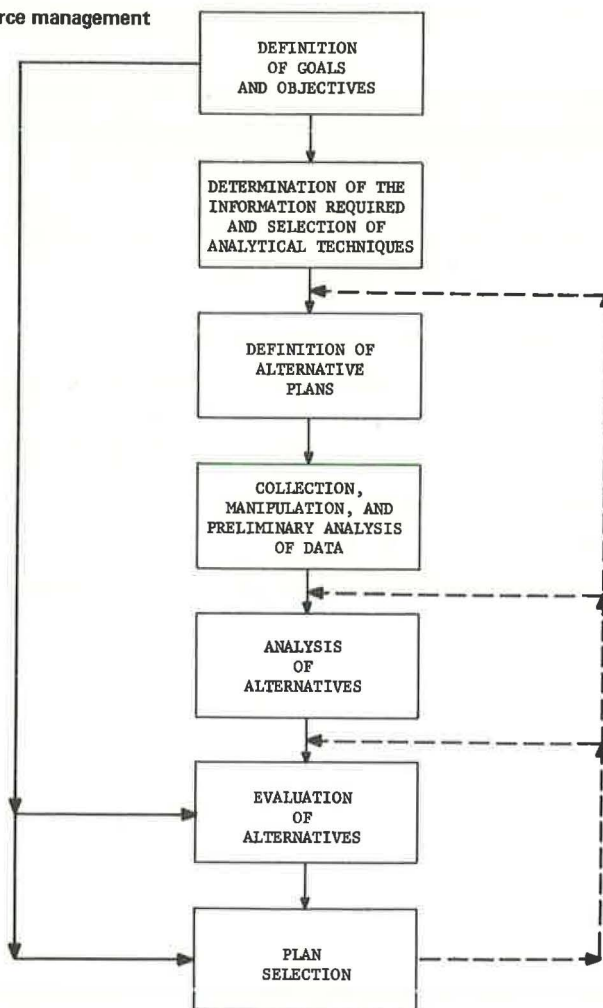 rce management
DEFINITION
OF GOALS
AND OBJECTIVES
DETERMINATION OF THE
INFORMATION REQUIRED
AND SELECTION OF
ANALYTICAL TECHNIQUES
DEFINITION OF
ALTERNATIVE
PLANS
COLLECTION,
MANIPULATION, AND
PRELIMINARY ANALYSIS
OF DATA
ANALYSIS
OF
ALTERNATIVES
EVALUATION
OF
ALTERNATIVES
PLAN
SELECTION